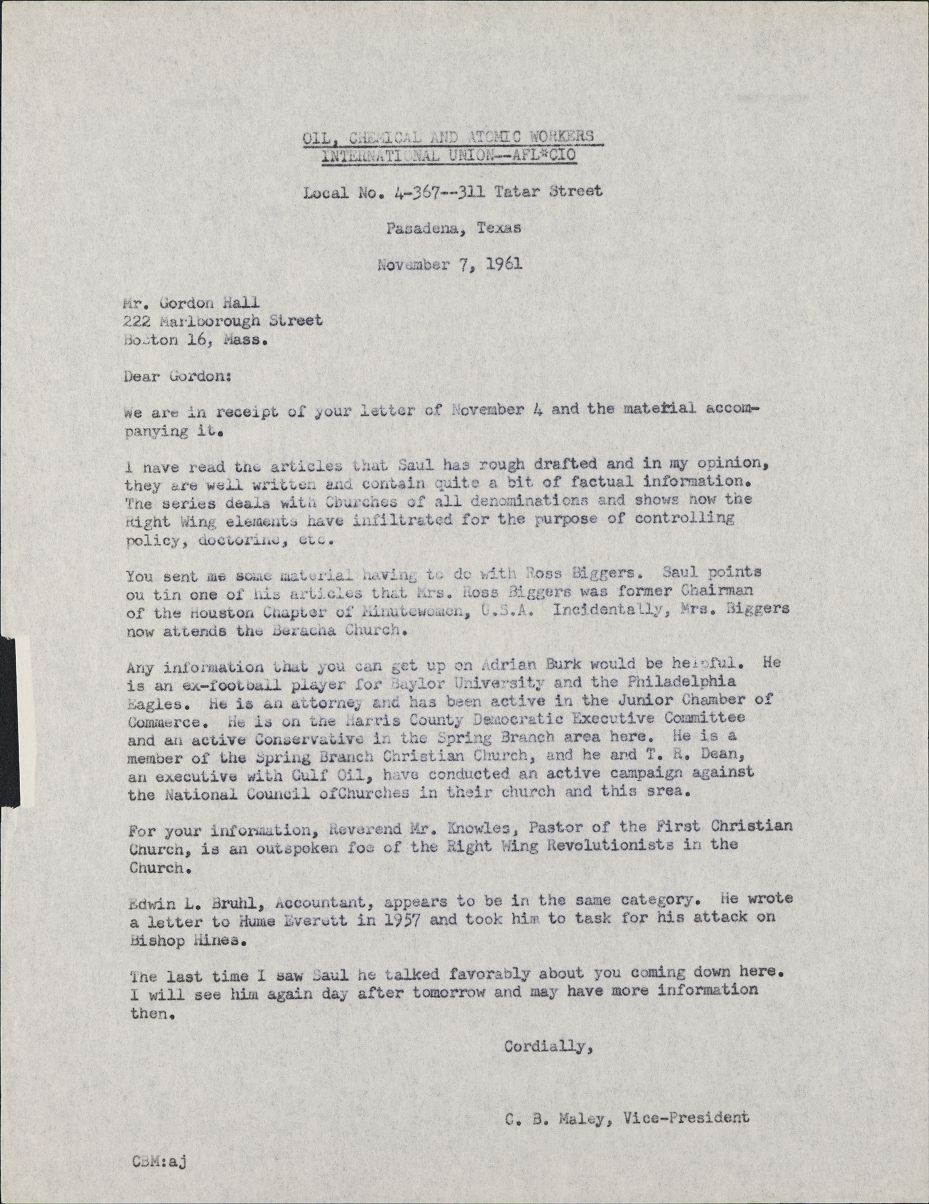 OIL, CHEMICAL AND ATOMIC WORKERS
INTERNATIONAL UNION--AFL*CIO
Local No. 4-367--311 Tatar Street
Pasadena, Texas
November 7, 1961
Mr. Gordon Hall
222 Marlborough Street
Boston 16, Mass.
Dear Gordon:
We are in receipt of your letter of November 4 and the material accom-
panying it.
I have read the articles that Saul has rough drafted and in my opinion,
they are well written and contain quite a bit of factual information.
The series deals with Churches of all denominations and shows how the
Right Wing elements have infiltrated for the purpose of controlling
policy, doctorine, etc.
You sent me some material having to do with Ross Biggers. Saul points
ou tin one of his articles that Mrs. Ross Biggers was former Chairman
of the Houston Chapter of Minutewomen, U.S.A. Incidentally, Mrs. Biggers
now attends the Beracha Church.
Any information that you can get up on Adrian Burk would be helpful. He
is an ex-football player for Baylor University and the Philadelphia
Eagles. He is an attorney and has been active in the Junior Chamber of
Commerce. He is on the Harris County Democratic Executive Committee
and an active Conservative in the Spring Branch area here. He is a
member of the Spring Branch Christian Church, and he and T. R. Dean,
an executive with Gulf Oil, have conducted an active campaign against
the National Council ofChurches in their church and this srea.
For your information, Reverend Mr. Knowles, Pastor of the First Christian
Church, is an outspoken foe of the Right Wing Revolutionists in the
Church.
Edwin L. Bruhl, Accountant, appears to be in the same category. He wrote
a letter to Hume Everett in 1957 and took him to task for his attack on
Bishop Hines.
The last time I saw Saul he talked favorably about you coming down here.
I will see him again day after tomorrow and may have more information
then.
Cordially,
C. B. Maley, Vice-President
CBM:aj